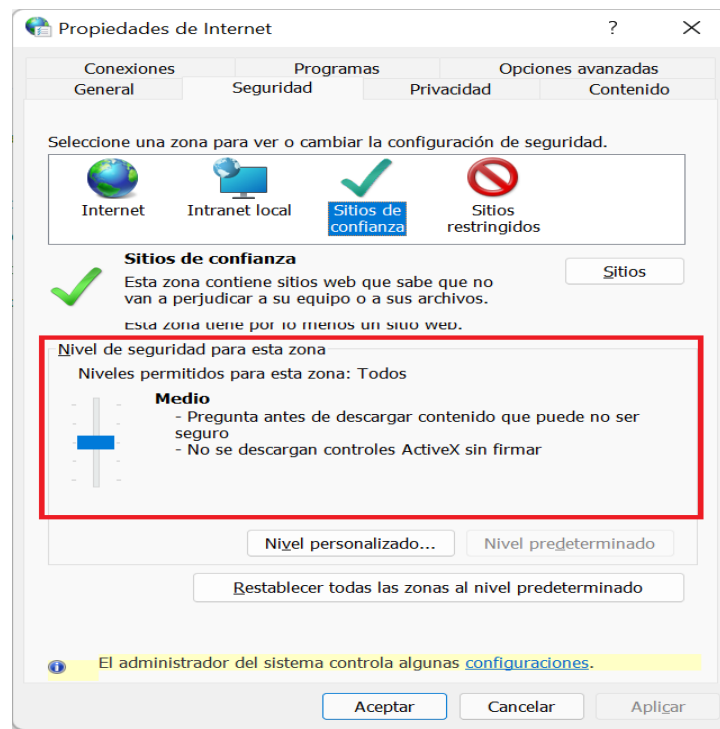 Propiedades de Internet ? ✕
Conexiones Programas Opciones avanzadas
General Seguridad Privacidad Contenido
Seleccione una zona para ver o cambiar la configuración de seguridad.
Internet Intranet local Sitios de confianza Sitios restringidos
Sitios de confianza
Esta zona contiene sitios web que sabe que no
van a perjudicar a su equipo o a sus archivos.
Sitios
Esta zona tiene por lo menos un sitio web.
Nivel de seguridad para esta zona
Niveles permitidos para esta zona: Todos
Medio
- Pregunta antes de descargar contenido que puede no ser
seguro
- No se descargan controles ActiveX sin firmar
Nivel personalizado... Nivel predeterminado
Restablecer todas las zonas al nivel predeterminado
El administrador del sistema controla algunas configuraciones.
Aceptar Cancelar Aplicar